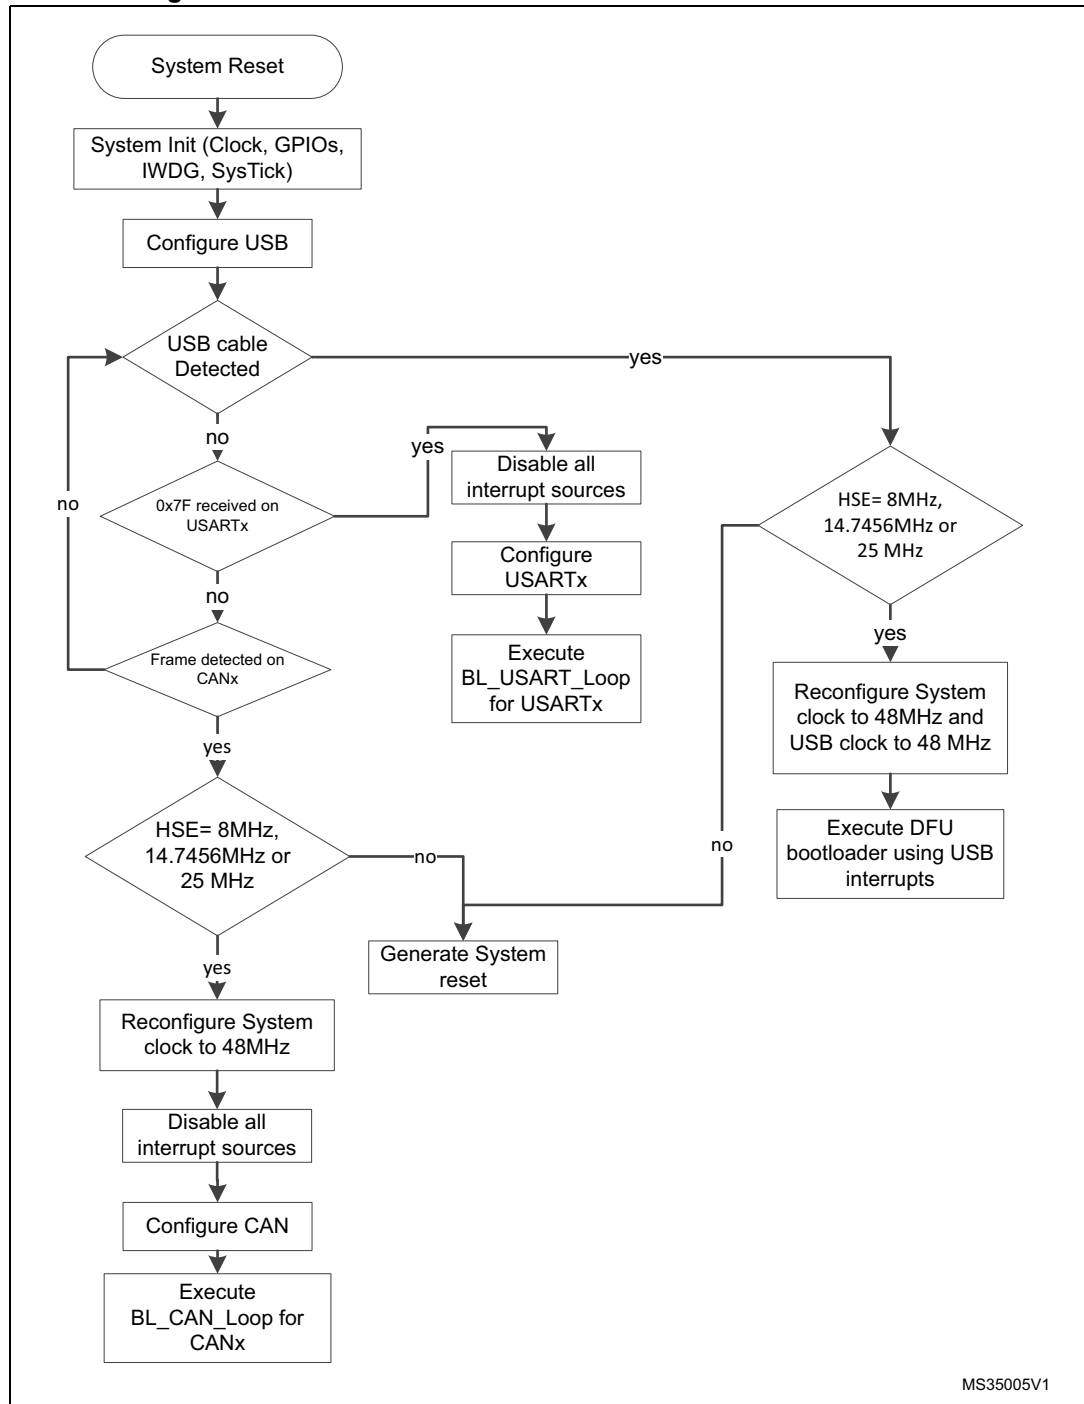 System Reset
System Init (Clock, GPIOs,
IWDG, SysTick)
Configure USB
USB cable
Detected
yes
no
yes
Disable all
interrupt sources
HSE= 8MHz,
14.7456MHz or
25 MHz
no
0x7F received on
USARTx
Configure
USARTx
no
yes
Frame detected on
CANx
Execute
BL_USART_Loop
for USARTx
Reconfigure System
clock to 48MHz and
USB clock to 48 MHz
yes
HSE= 8MHz,
14.7456MHz or
25 MHz
no
no
Execute DFU
bootloader using USB
interrupts
Generate System
reset
yes
Reconfigure System
clock to 48MHz
Disable all
interrupt sources
Configure CAN
Execute
BL_CAN_Loop for
CANx
MS35005V1